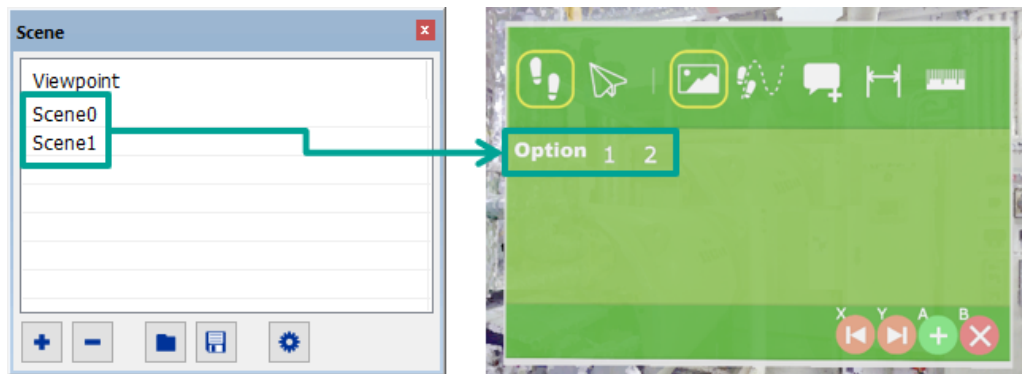 Scene
Viewpoint
Scene0
Scene1
Option 1 2
X Y A B